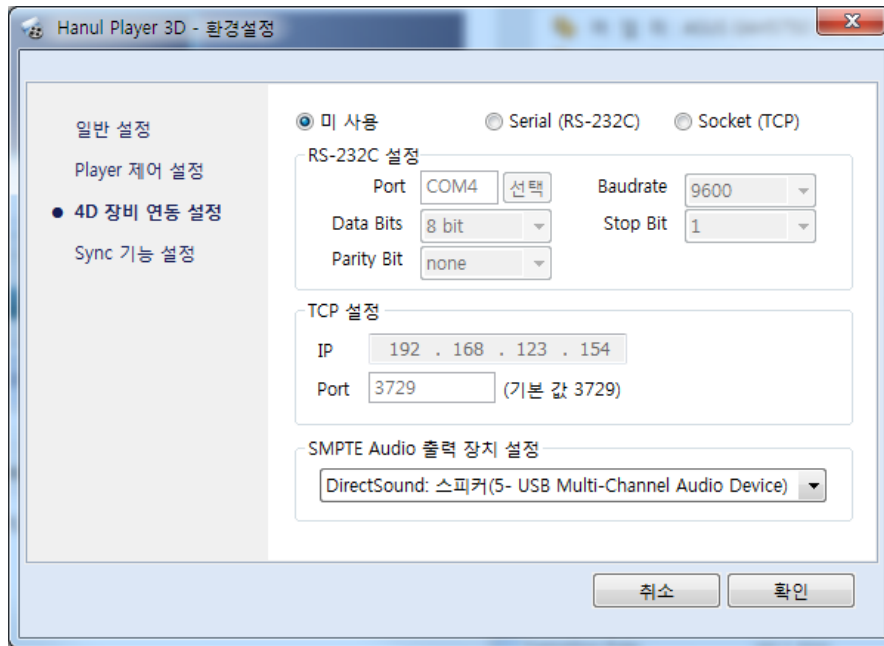 Hanul Player 3D - 환경설정
일반 설정
Player 제어 설정
4D 장비 연동 설정
Sync 기능 설정
미 사용 Serial (RS-232C) Socket (TCP)
RS-232C 설정
Port COM4 선택 Baudrate 9600
Data Bits 8 bit Stop Bit 1
Parity Bit none
TCP 설정
IP 192 . 168 . 123 . 154
Port 3729 (기본 값 3729)
SMPTE Audio 출력 장치 설정
DirectSound: 스피커(5- USB Multi-Channel Audio Device)
취소 확인